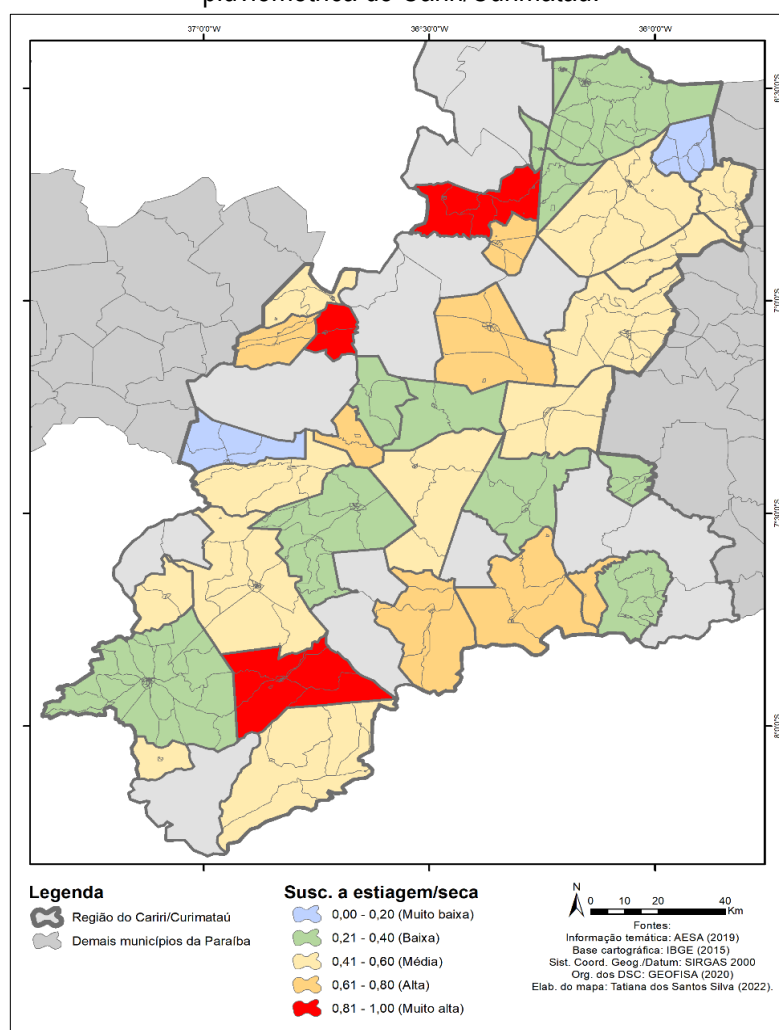 pluviométrica do Cariri/Curimataú.
37°0'0"W
36°30'0"W
36°0'0"W
6°30'0"S
7°0'0"S
7°30'0"S
8°0'0"S
Legenda
Região do Cariri/Curimataú
Demais municípios da Paraíba
Susc. a estiagem/seca
0,00 - 0,20 (Muito baixa)
0,21 - 0,40 (Baixa)
0,41 - 0,60 (Média)
0,61 - 0,80 (Alta)
0,81 - 1,00 (Muito alta)
N
0 10 20 40
Km
Fontes:
Informação temática: AESA (2019)
Base cartográfica: IBGE (2015)
Sist. Coord. Geog./Datum: SIRGAS 2000
Org. dos DSC: GEOFISA (2020)
Elab. do mapa: Tatiana dos Santos Silva (2022).